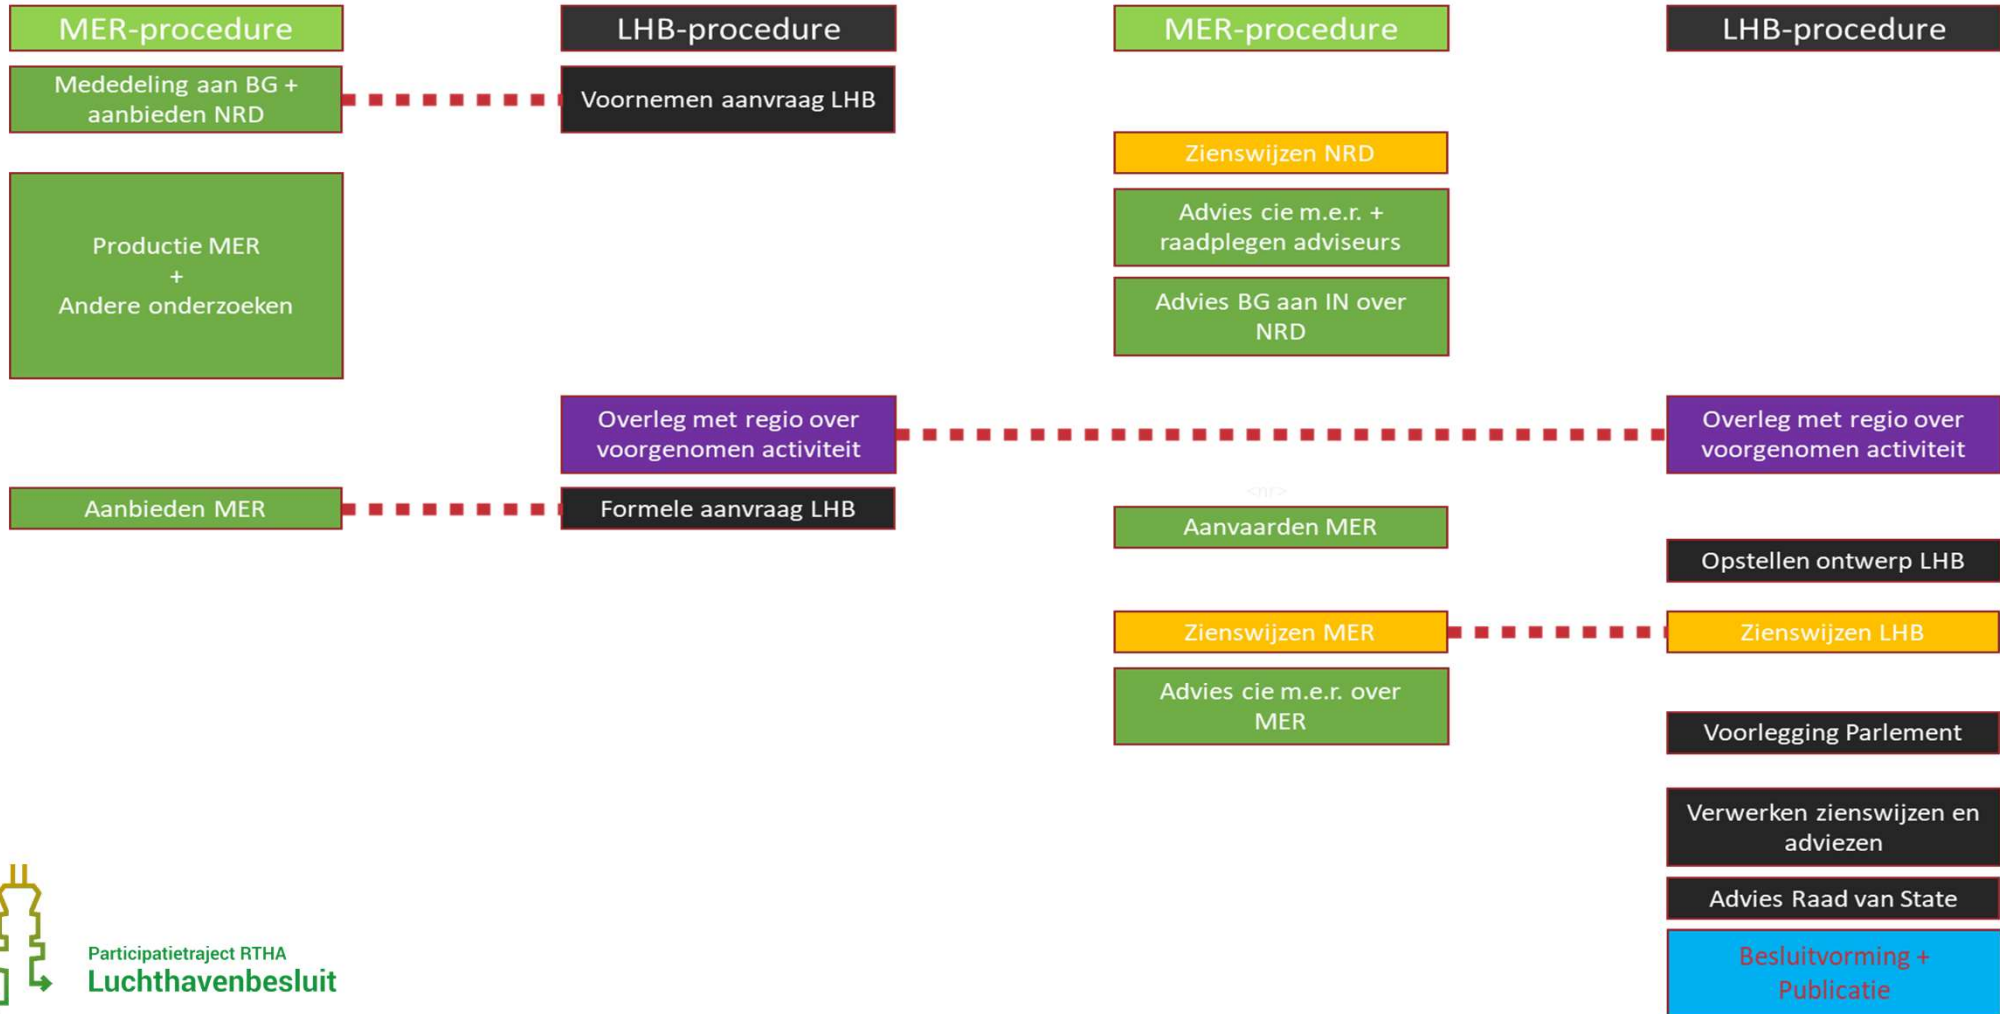 MER-procedure
LHB-procedure
MER-procedure
LHB-procedure
Mededeling aan BG +
aanbieden NRD
Voornemen aanvraag LHB
Zienswijzen NRD
Productie MER
+
Andere onderzoeken
Advies cie m.e.r. +
raadplegen adviseurs
Advies BG aan IN over
NRD
Overleg met regio over
voorgenomen activiteit
Overleg met regio over
voorgenomen activiteit
Aanbieden MER
Formele aanvraag LHB
<nr>
Aanvaarden MER
Opstellen ontwerp LHB
Zienswijzen MER
Zienswijzen LHB
Advies cie m.e.r. over
MER
Voorlegging Parlement
Verwerken zienswijzen en
adviezen
Advies Raad van State
Besluitvorming +
Publicatie
Participatietraject RTHA
Luchthavenbesluit